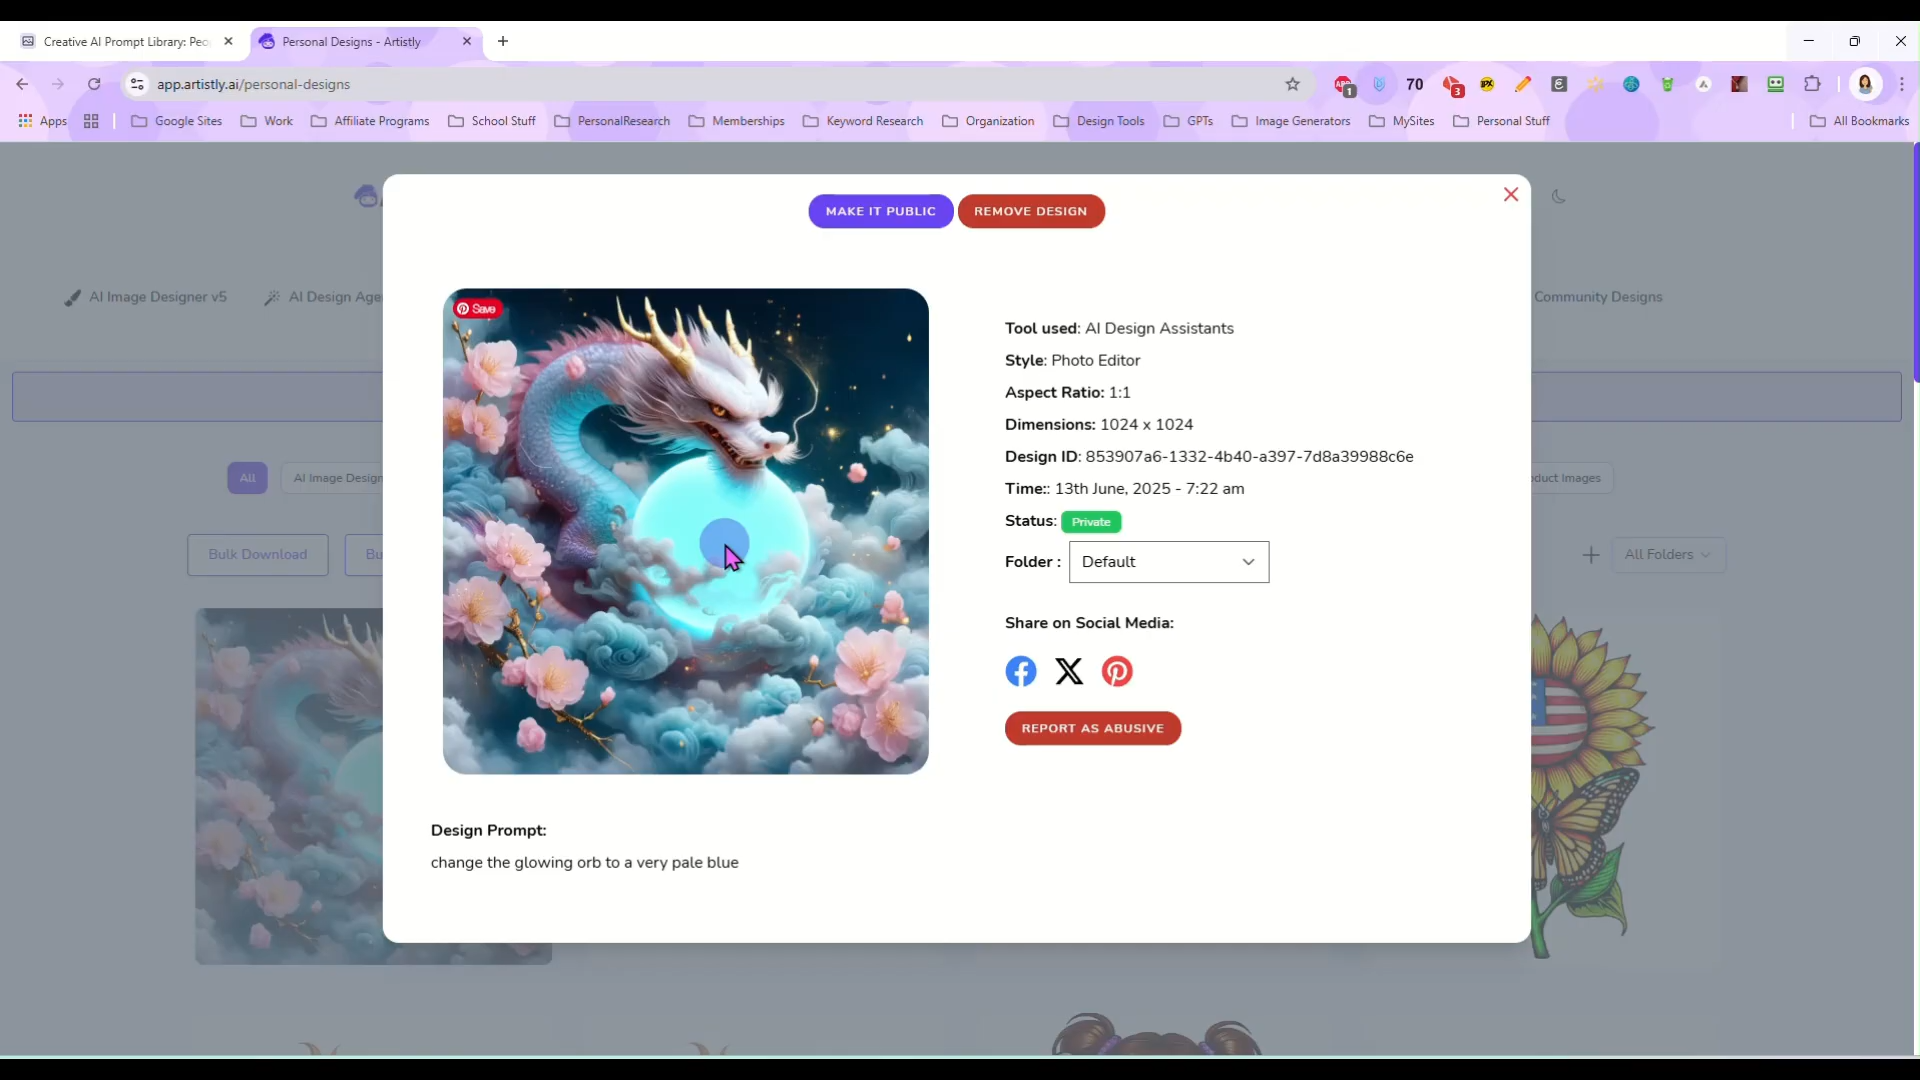 Creative AI Prompt Library: Peo
Personal Designs - Artistly
app.artistly.ai/personal-designs
1
70
3
Apps
Google Sites
Work
Affiliate Programs
School Stuff
PersonalResearch
Memberships
Keyword Research
Organization
Design Tools
GPTs
Image Generators
MySites
Personal Stuff
All Bookmarks
MAKE IT PUBLIC
REMOVE DESIGN
AI Image Designer v5
AI Design Age
Community Designs
Save
Tool used: AI Design Assistants
Style: Photo Editor
Aspect Ratio: 1:1
Dimensions: 1024 x 1024
Design ID: 853907a6-1332-4b40-a397-7d8a39988c6e
Time:: 13th June, 2025 - 7:22 am
Status: Private
Folder : Default
All
AI Image Design
duct Images
Bulk Download
Bu
All Folders
Share on Social Media:
REPORT AS ABUSIVE
Design Prompt:
change the glowing orb to a very pale blue